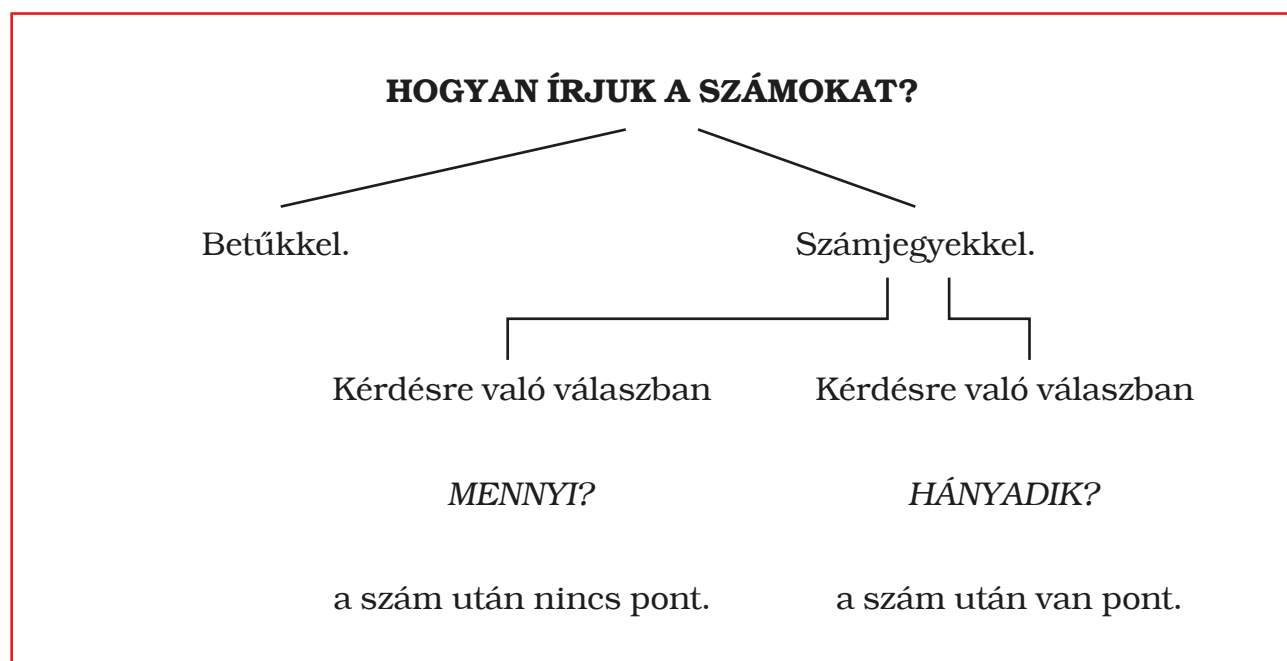 HOGYAN ÍRJUK A SZÁMOKAT?
Betűkkel.
Számjegyekkel.
Kérdésre való válaszban
Kérdésre való válaszban
MENNYI?
HÁNYADIK?
a szám után nincs pont.
a szám után van pont.